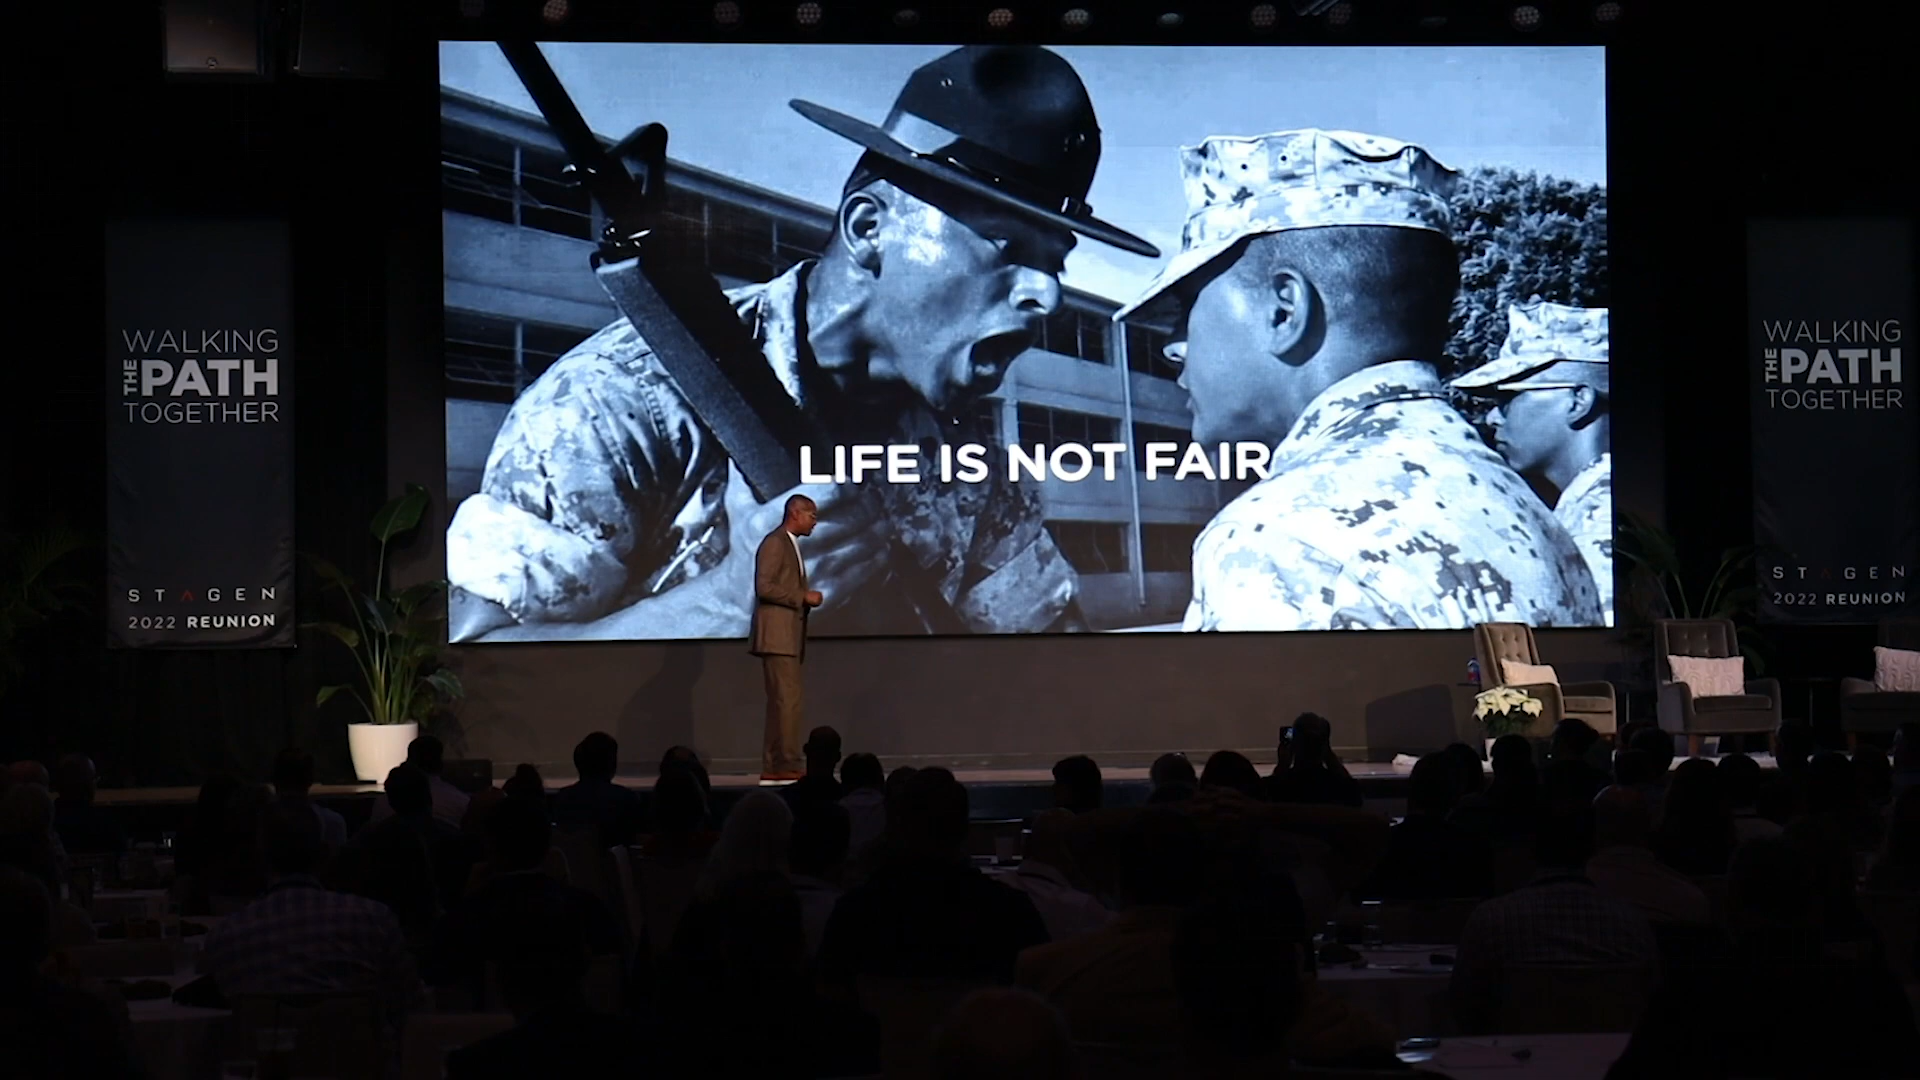 LIFE IS NOT FAIR
WALKING
THE PATH
TOGETHER
STAGEN
2022 REUNION
WALKING
THE PATH
TOGETHER
STAGEN
2022 REUNION